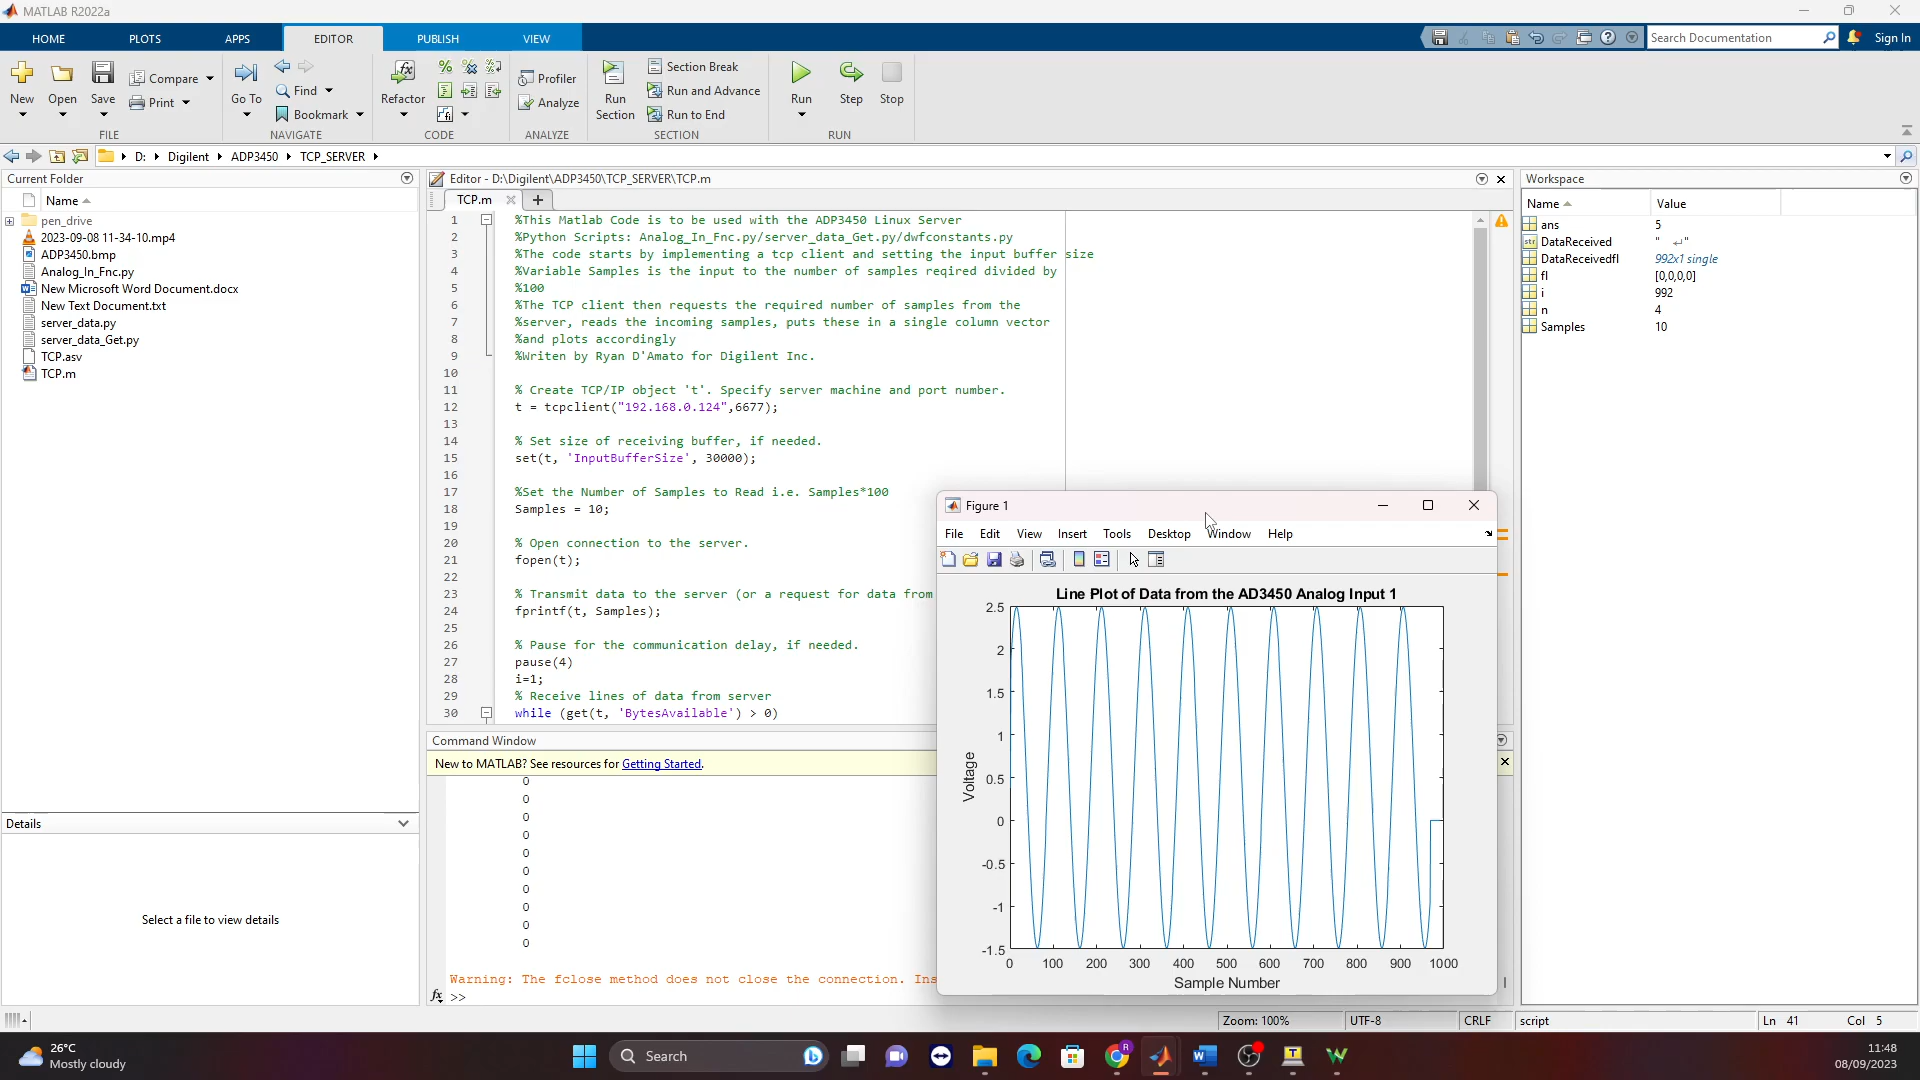 MATLAB R2022a
HOME PLOTS APPS EDITOR PUBLISH VIEW Search Documentation Sign In
New Open Save Compare Print Go To Find Bookmark Refactor Profiler Analyze Run Section Section Break Run and Advance Run to End Run Step Stop
FILE NAVIGATE CODE ANALYZE SECTION RUN
D: Digilent ADP3450 TCP_SERVER
Current Folder
Name
pen_drive
2023-09-08 11-34-10.mp4
ADP3450.bmp
Analog_In_Fnc.py
New Microsoft Word Document.docx
New Text Document.txt
server_data.py
server_data_Get.py
TCP.asv
TCP.m
Details
Select a file to view details
Editor - D:\Digilent\ADP3450\TCP_SERVER\TCP.m
TCP.m
1 %This Matlab Code is to be used with the ADP3450 Linux Server
2 %Python Scripts: Analog_In_Fnc.py/server_data_Get.py/dwfconstants.py
3 %The code starts by implementing a tcp client and setting the input buffer size
4 %Variable Samples is the input to the number of samples reqired divided by
5 %100
6 %The TCP client then requests the required number of samples from the
7 %server, reads the incoming samples, puts these in a single column vector
8 %and plots accordingly
9 %Writen by Ryan D'Amato for Digilent Inc.
10
11 % Create TCP/IP object 't'. Specify server machine and port number.
12 t = tcpclient("192.168.0.124",6677);
13
14 % Set size of receiving buffer, if needed.
15 set(t, 'InputBufferSize', 30000);
16
17 %Set the Number of Samples to Read i.e. Samples*100
18 Samples = 10;
19
20 % Open connection to the server.
21 fopen(t);
22
23 % Transmit data to the server (or a request for data from
24 fprintf(t, Samples);
25
26 % Pause for the communication delay, if needed.
27 pause(4)
28 i=1;
29 % Receive lines of data from server
30 while (get(t, 'BytesAvailable') > 0)
Command Window
New to MATLAB? See resources for Getting Started.
0
0
0
0
0
0
0
0
0
0
Warning: The fclose method does not close the connection. Ins
fx >>
Figure 1
File Edit View Insert Tools Desktop Window Help
Line Plot of Data from the AD3450 Analog Input 1
2.5
2
1.5
1
0.5
0
-0.5
-1
-1.5
Voltage
0 100 200 300 400 500 600 700 800 900 1000
Sample Number
Workspace
Name Value
ans 5
DataReceived " ↵"
DataReceivedfl 992x1 single
fl [0,0,0,0]
i 992
n 4
Samples 10
Zoom: 100% UTF-8 CRLF script Ln 41 Col 5
26°C
Mostly cloudy
Search
11:48
08/09/2023